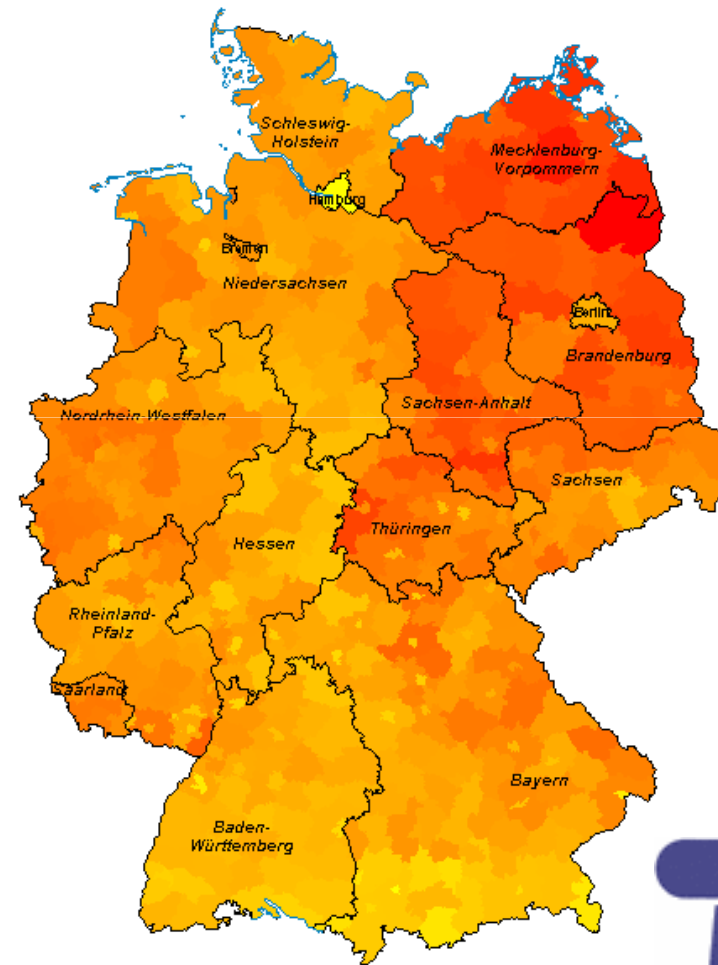 Schleswig-
Holstein
Mecklenburg-
Vorpommern
Hamburg
Bremen
Niedersachsen
Berlin
Brandenburg
Nordrhein-Westfalen
Sachsen-Anhalt
Sachsen
Thüringen
Hessen
Rheinland-
Pfalz
Saarland
Bayern
Baden-
Württemberg